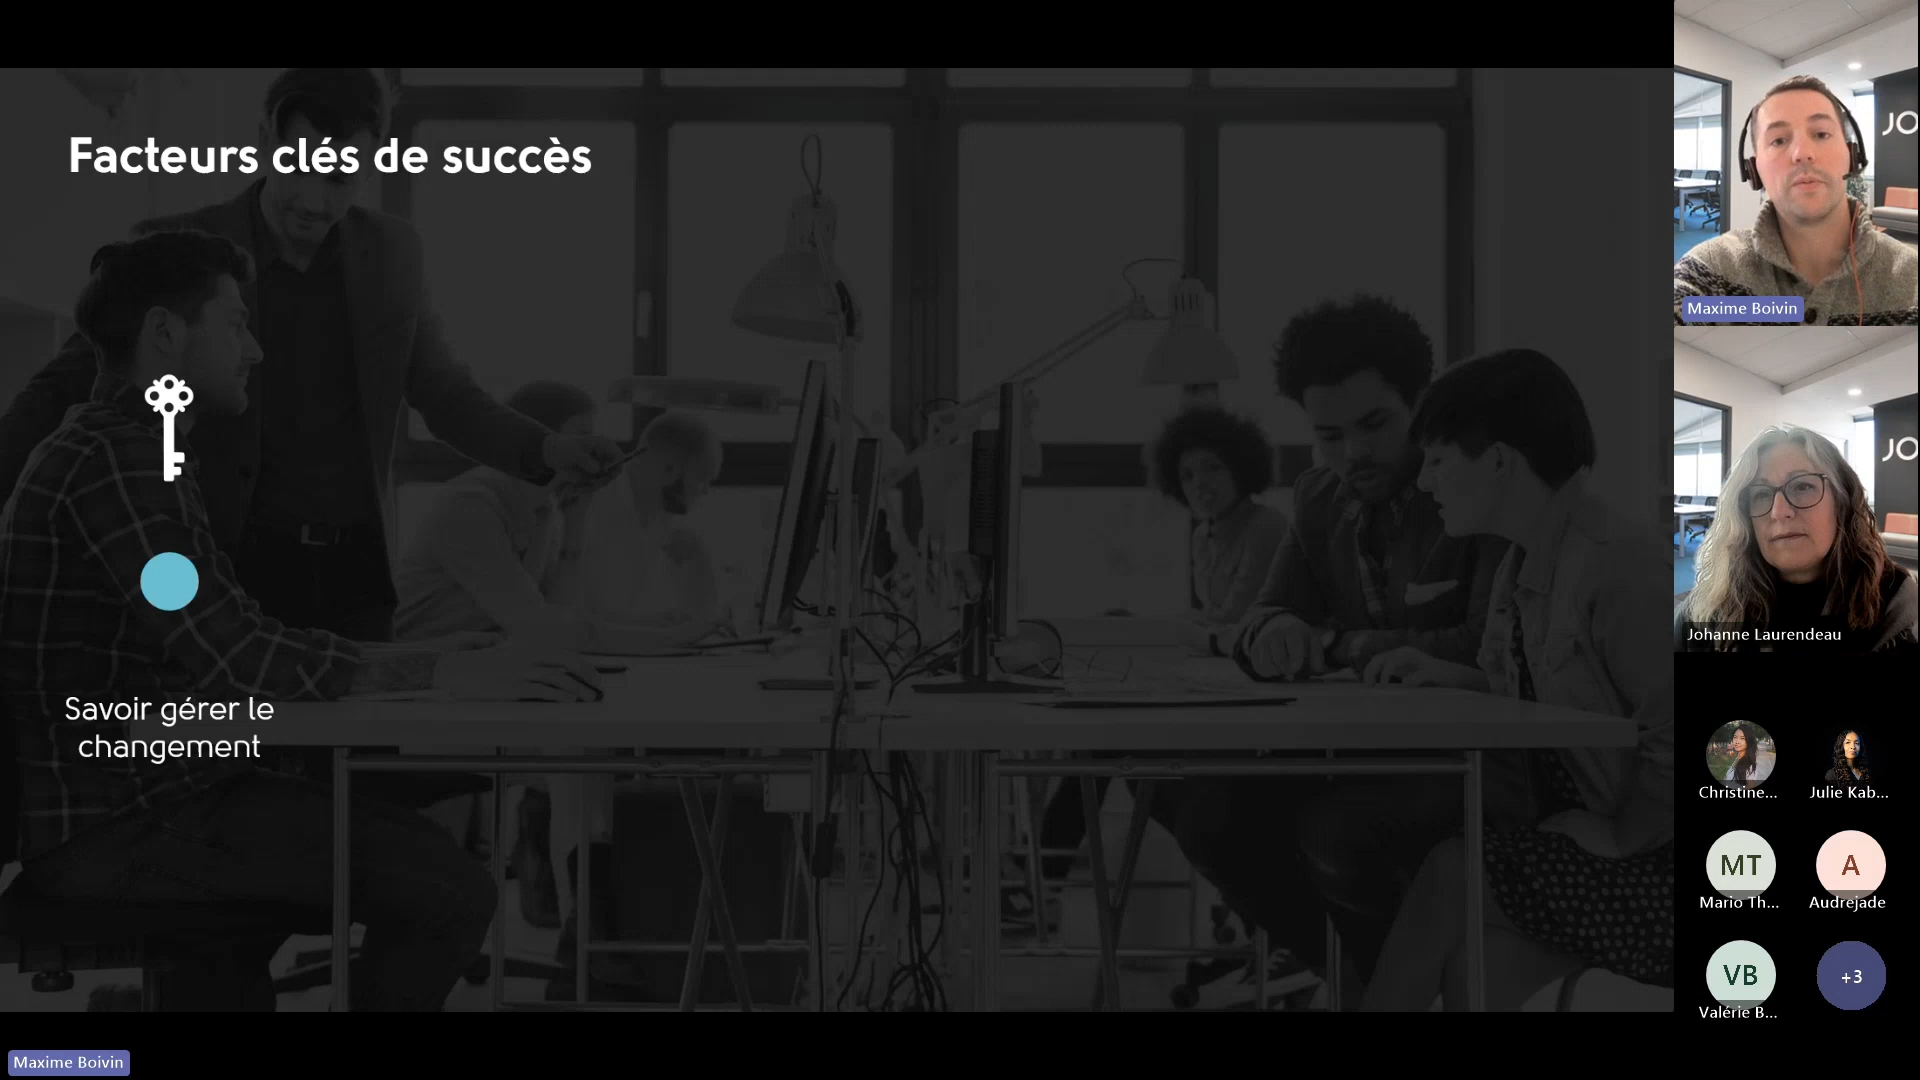 Facteurs clés de succès
Savoir gérer le
changement
JO
Maxime Boivin
JO
Johanne Laurendeau
Christine...
Julie Kab...
MT
Mario Th...
A
Audrejade
VB
Valérie B...
+3
Maxime Boivin